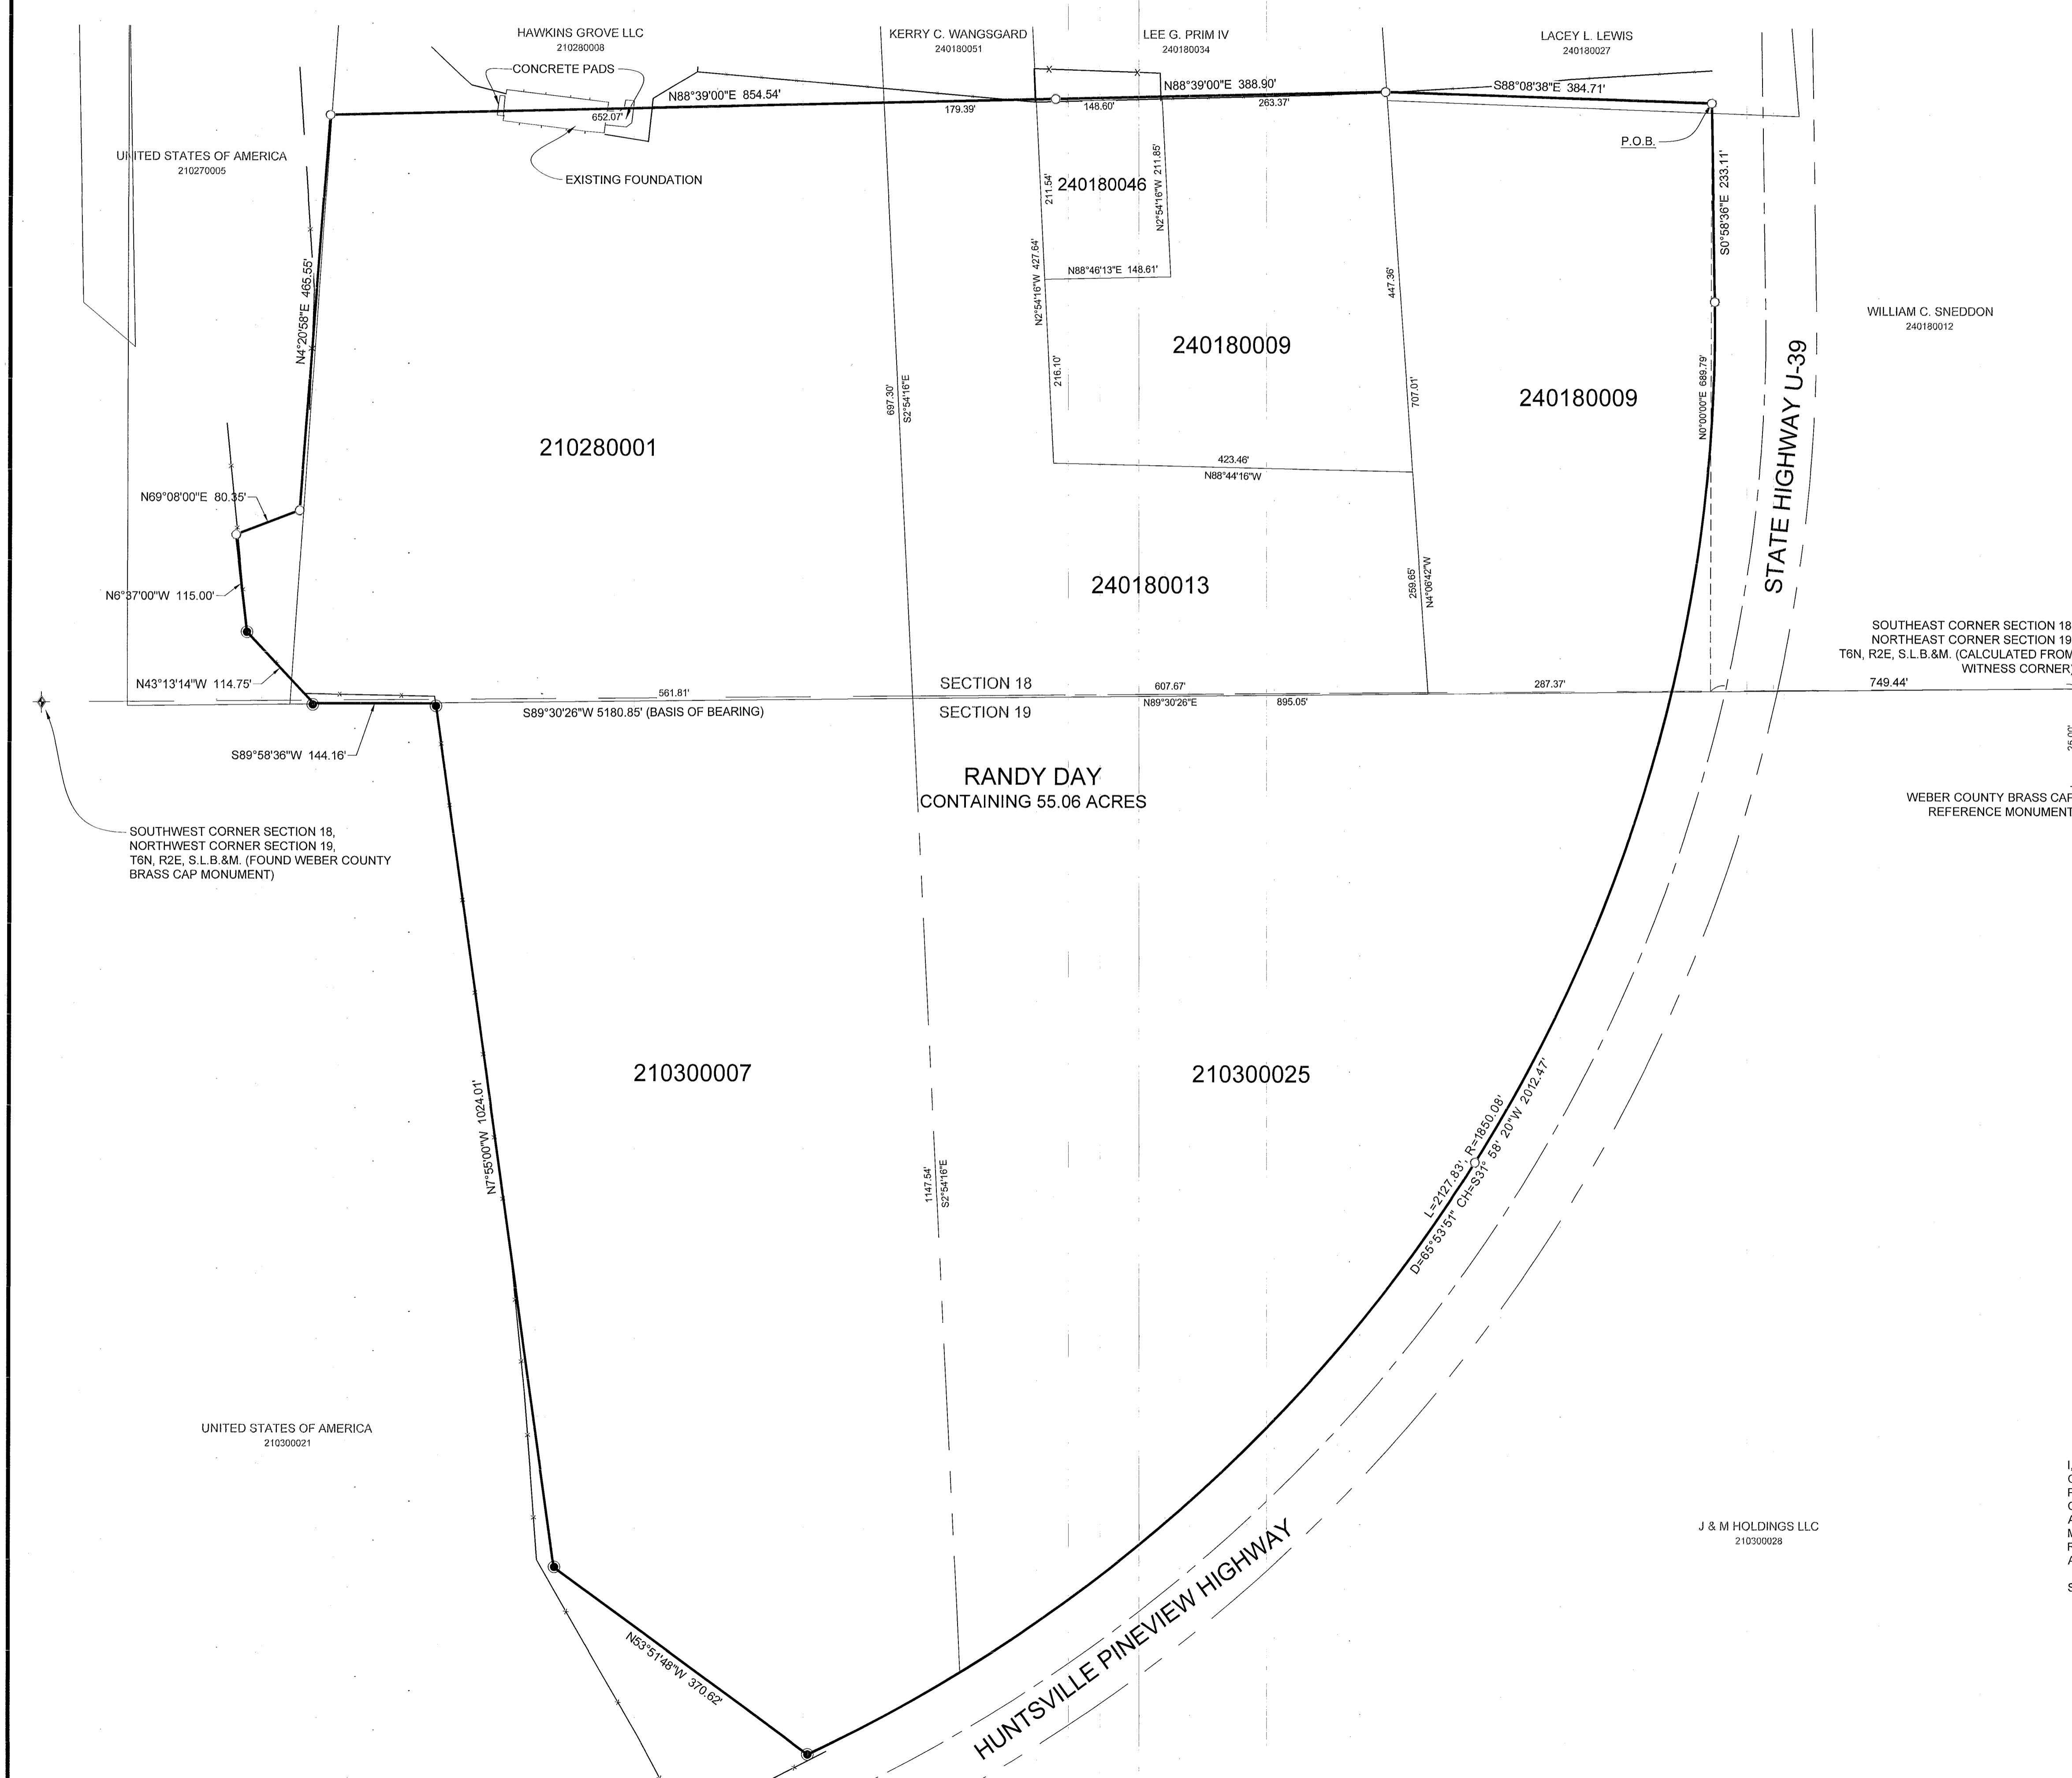 HAWKINS GROVE LLC
210280008
KERRY C. WANGSGARD
240180051
LEE G. PRIM IV
240180034
LACEY L. LEWIS
240180027
CONCRETE PADS
N88°39'00"E 854.54'
652.07'
179.39'
148.60'
N88°39'00"E 388.90'
263.37'
S88°08'38"E 384.71'
P.O.B.
UNITED STATES OF AMERICA
210270005
EXISTING FOUNDATION
211.54'
240180046
N2°54'16"W 211.85'
S0°58'36"E 233.11'
N4°20'58"E 465.55'
N2°54'16"W 427.64'
N88°46'13"E 148.61'
447.36'
WILLIAM C. SNEDDON
240180012
240180009
216.10'
697.30'
S2°54'16"E
707.01'
240180009
N0°00'00"E 689.79'
STATE HIGHWAY U-39
210280001
423.46'
N88°44'16"W
N69°08'00"E 80.35'
240180013
259.65'
N4°06'42"W
N6°37'00"W 115.00'
SOUTHEAST CORNER SECTION 18
NORTHEAST CORNER SECTION 19
T6N, R2E, S.L.B.&M. (CALCULATED FROM
WITNESS CORNER)
N43°13'14"W 114.75'
561.81'
SECTION 18
607.67'
287.37'
749.44'
S89°30'26"W 5180.85' (BASIS OF BEARING)
SECTION 19
N89°30'26"E
895.05'
S89°58'36"W 144.16'
25.00'
RANDY DAY
CONTAINING 55.06 ACRES
WEBER COUNTY BRASS CAP
REFERENCE MONUMENT
SOUTHWEST CORNER SECTION 18,
NORTHWEST CORNER SECTION 19,
T6N, R2E, S.L.B.&M. (FOUND WEBER COUNTY
BRASS CAP MONUMENT)
210300007
210300025
N7°55'00"W 1024.01'
1147.54'
S2°54'16"E
L=2127.83', R=1850.08'
D=65°53'51" CH=S31° 58' 20"W 2012.47'
UNITED STATES OF AMERICA
210300021
J & M HOLDINGS LLC
210300028
N53°51'48"W 370.62'
HUNTSVILLE PINEVIEW HIGHWAY